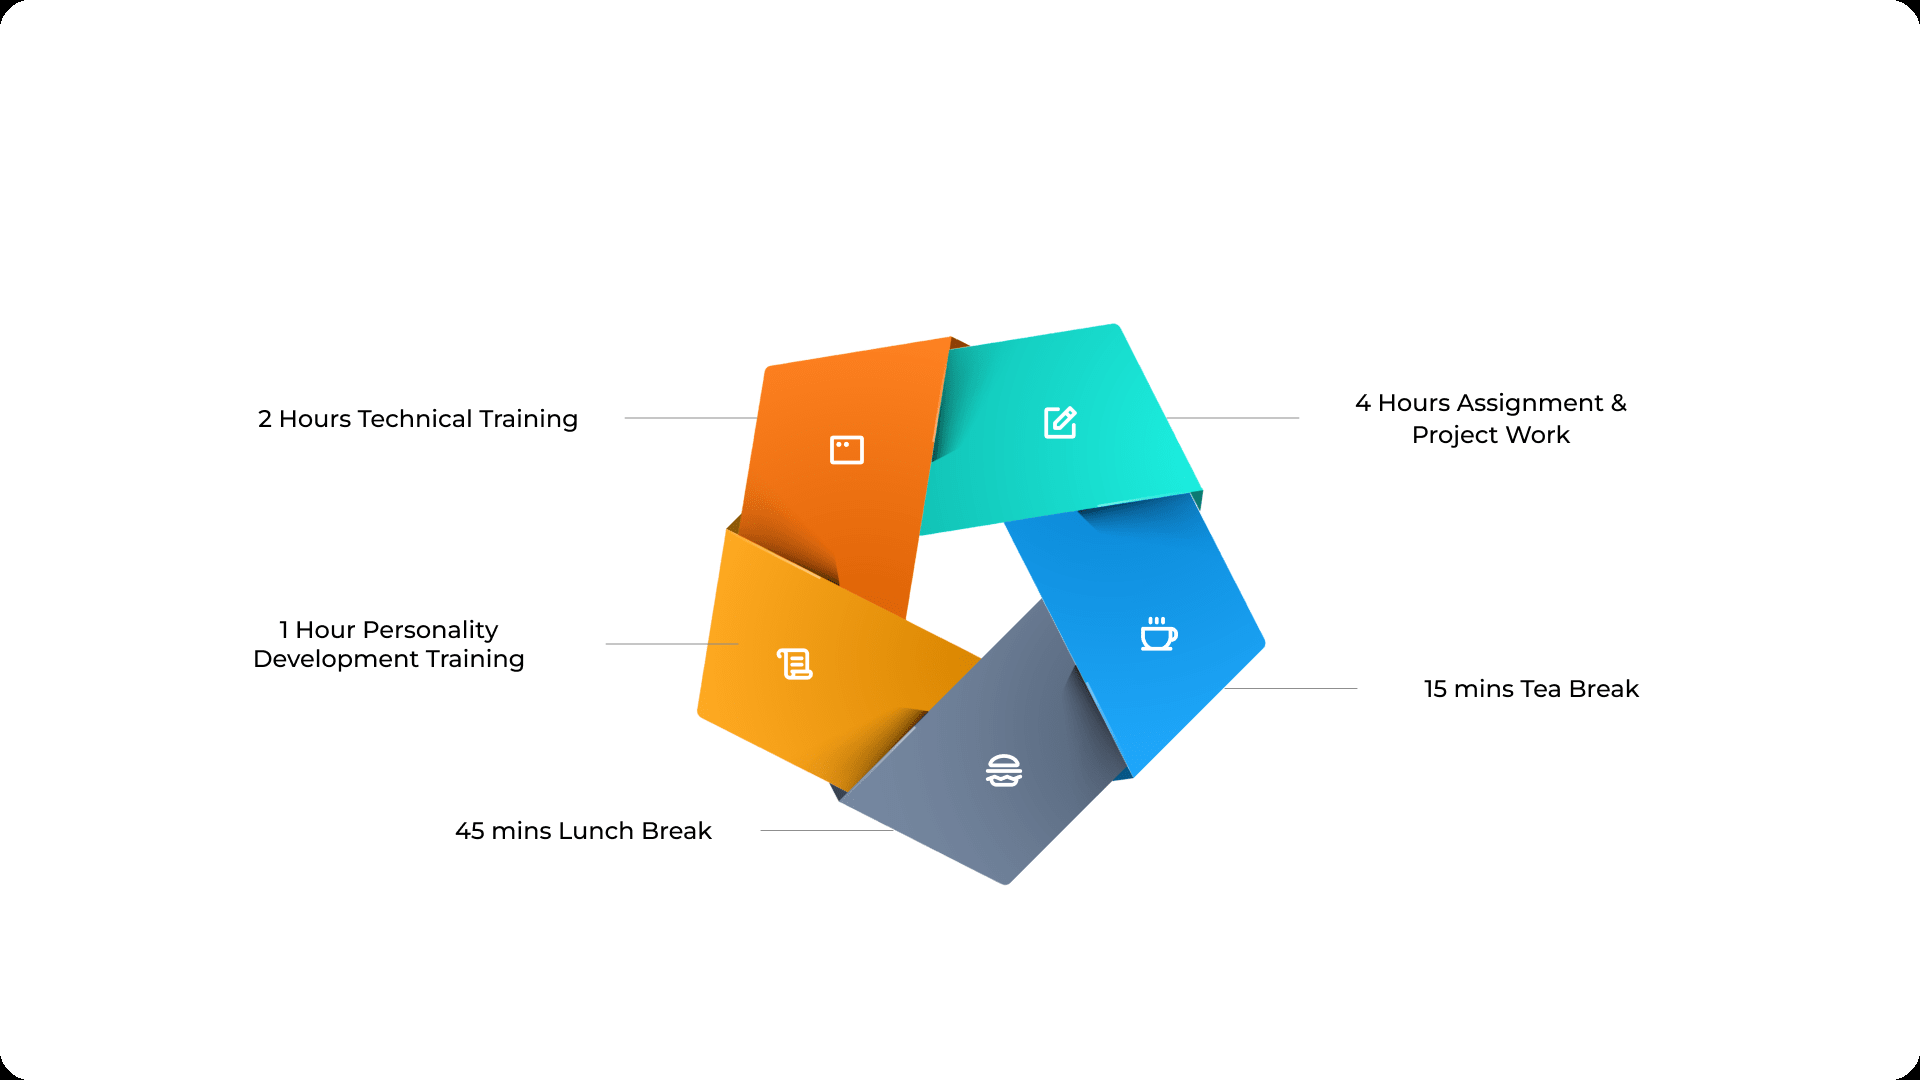 2 Hours Technical Training
4 Hours Assignment &
Project Work
1 Hour Personality
Development Training
15 mins Tea Break
45 mins Lunch Break